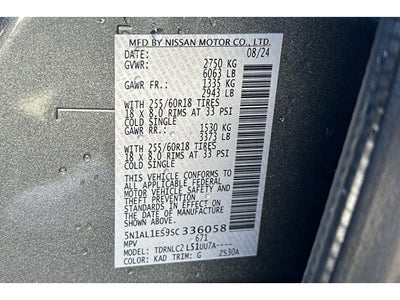 MFD BY NISSAN MOTOR CO., LTD.
08/24
GVWR: 2750 KG
6063 LB
GAWR FR.: 1335 KG
2943 LB
WITH 255/60R18 TIRES
18 X 8.0 RIMS AT 33 PSI
COLD SINGLE
GAWR RR.: 1530 KG
3373 LB
WITH 255/60R18 TIRES
18 X 8.0 RIMS AT 33 PSI
COLD SINGLE
THIS VEHICLE CONFORMS TO ALL
APPLICABLE FEDERAL MOTOR
VEHICLE SAFETY AND THEFT
PREVENTION STANDARDS IN EFFECT
ON THE DATE OF MANUFACTURE
SHOWN ABOVE.
5N1AL1ES9SC336058
MPV 671
MODEL: TDRNLC2 L51UU7A----
COLOR: KAD TRIM: G ZS30A